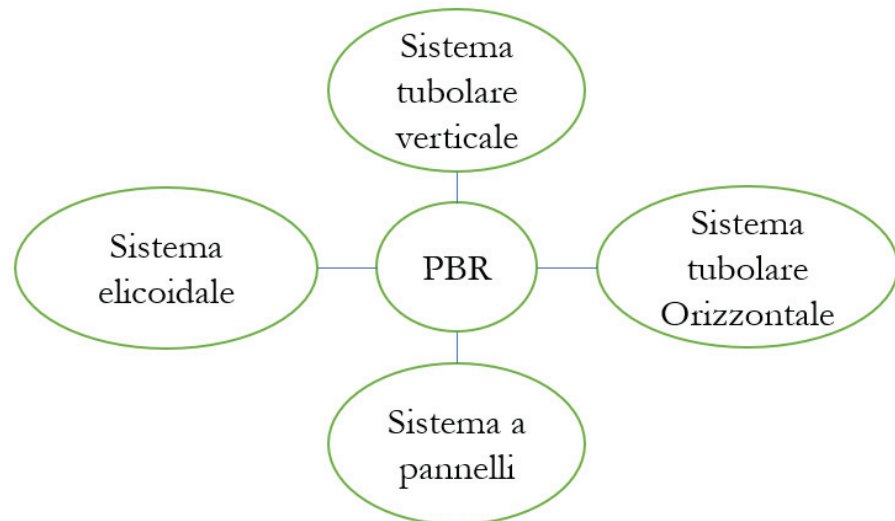 Sistema
tubolare
verticale
Sistema
elicoidale
PBR
Sistema
tubolare
Orizzontale
Sistema a
pannelli